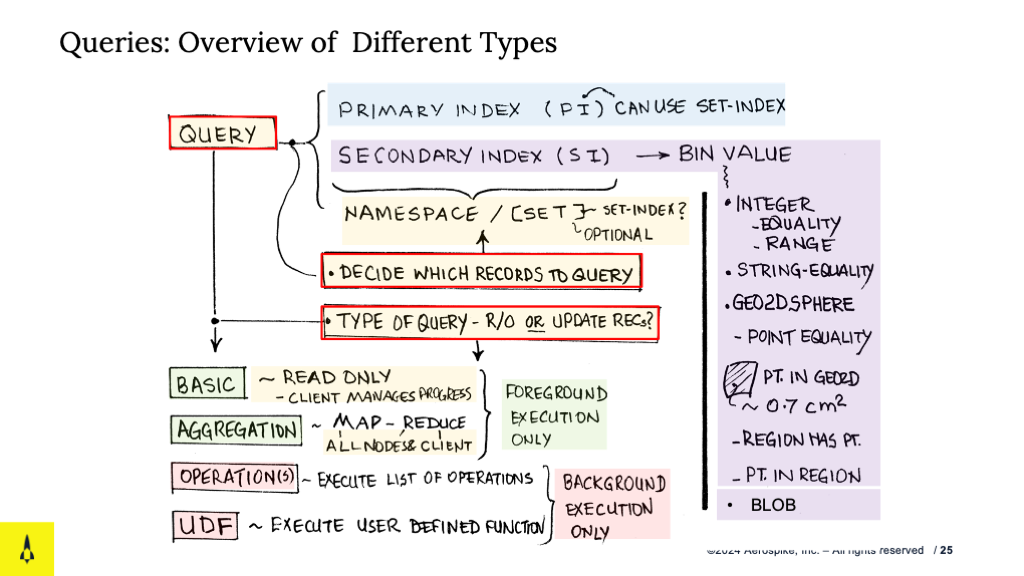 Queries: Overview of Different Types
PRIMARY INDEX (PI) CAN USE SET-INDEX
QUERY
SECONDARY INDEX (SI) → BIN VALUE
NAMESPACE / [SET] ~ SET-INDEX?
OPTIONAL
• DECIDE WHICH RECORDS TO QUERY
• TYPE OF QUERY - R/O OR UPDATE RECS?
• INTEGER
- EQUALITY
- RANGE
• STRING-EQUALITY
• GEO2DSPHERE
- POINT EQUALITY
PT. IN GEO2D
~ 0.7 cm²
- REGION HAS PT.
- PT. IN REGION
• BLOB
BASIC ~ READ ONLY
- CLIENT MANAGES PROGRESS
AGGREGATION ~ MAP - REDUCE
ALL NODES & CLIENT
FOREGROUND
EXECUTION
ONLY
OPERATION(S) ~ EXECUTE LIST OF OPERATIONS
UDF ~ EXECUTE USER DEFINED FUNCTION
BACKGROUND
EXECUTION
ONLY
©2024 Aerospike, Inc. – All rights reserved / 25